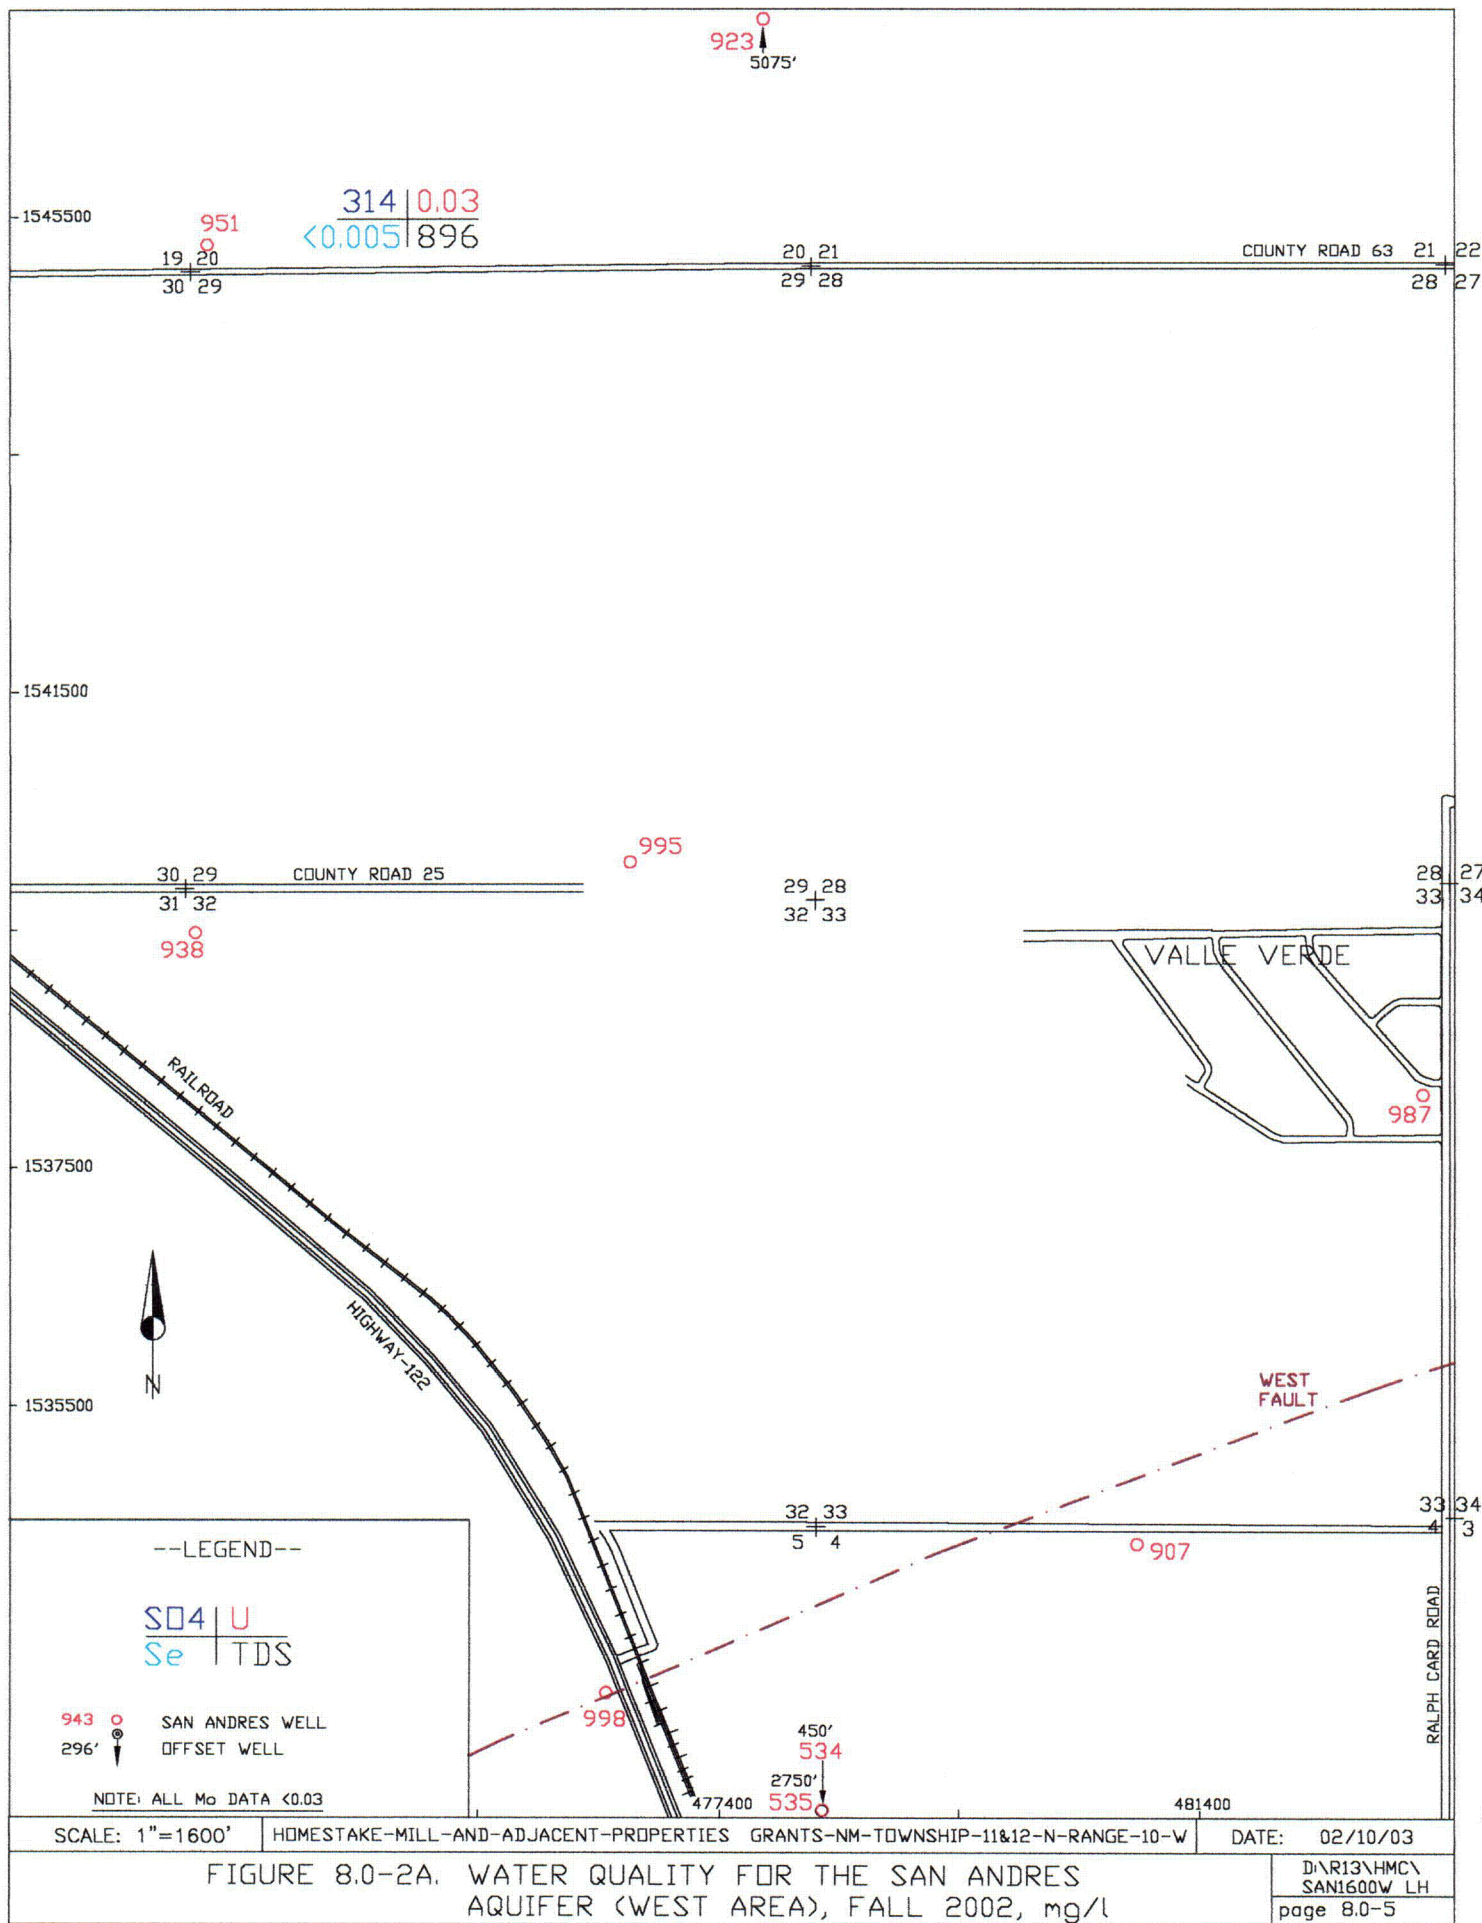 923
5075'
1545500
951
314 0.03
<0.005 896
19 20
30 29
20 21
29 28
COUNTY ROAD 63
21 22
28 27
1541500
995
30 29
COUNTY ROAD 25
31 32
938
29 28
32 33
28 27
33 34
VALLE VERDE
RAILROAD
987
1537500
N
HIGHWAY-122
1535500
WEST
FAULT
32 33
5 4
33 34
4 3
907
--LEGEND--
SO4 U
Se TDS
943 SAN ANDRES WELL
296' OFFSET WELL
NOTE: ALL Mo DATA <0.03
998
450'
534
2750'
535
477400
481400
RALPH CARD ROAD
SCALE: 1"=1600'
HOMESTAKE-MILL-AND-ADJACENT-PROPERTIES GRANTS-NM-TOWNSHIP-11&12-N-RANGE-10-W
DATE: 02/10/03
FIGURE 8.0-2A. WATER QUALITY FOR THE SAN ANDRES
AQUIFER (WEST AREA), FALL 2002, mg/l
D:\R13\HMC\
SAN1600W LH
page 8.0-5